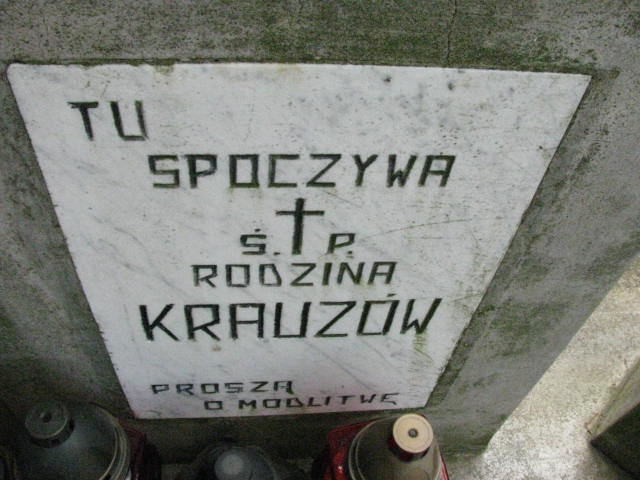 TU
SPOCZYWA
Ś. P.
RODZINA
KRAUZÓW
PROSZĄ
O MODLITWĘ